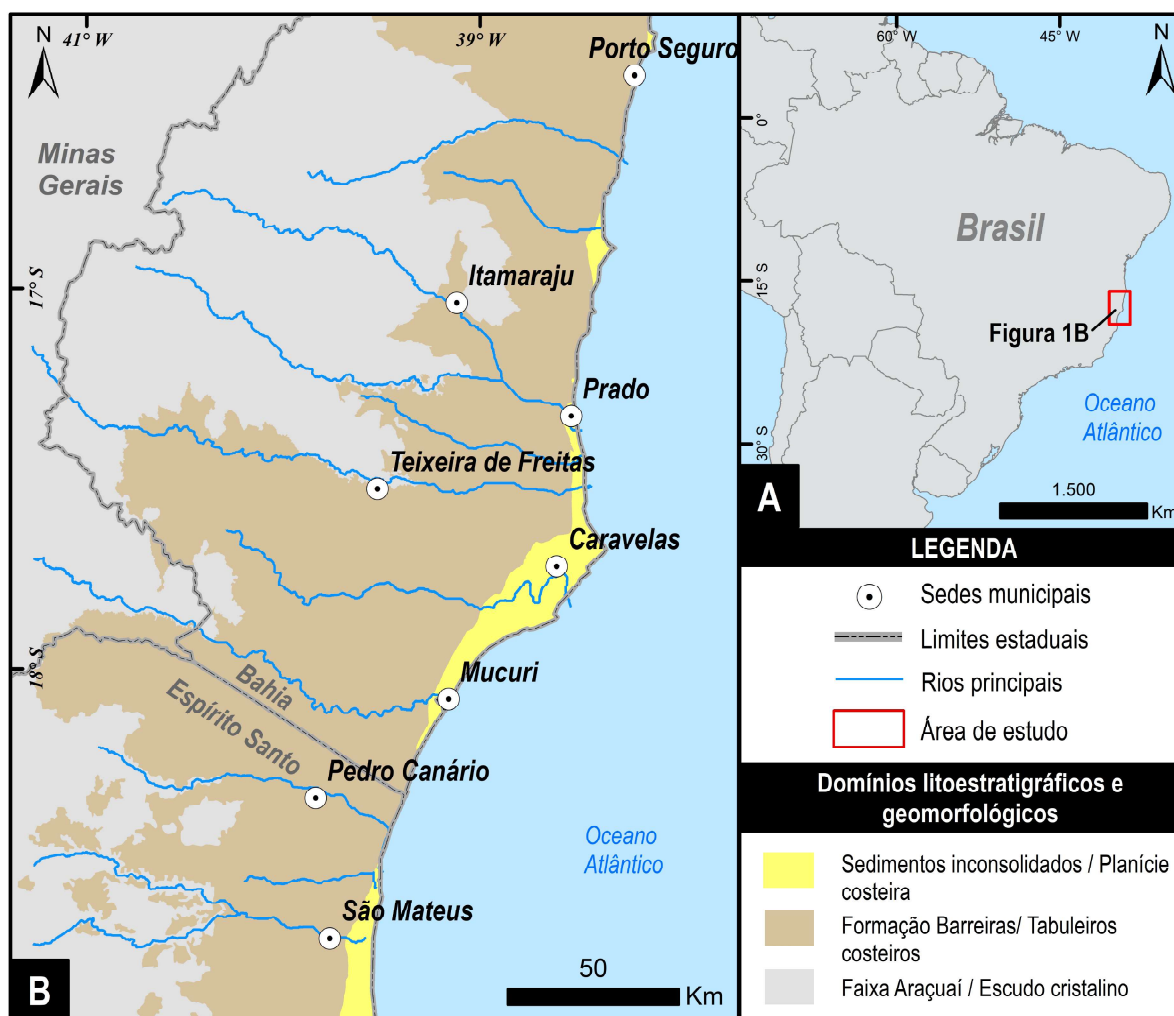 N
41° W
39° W
17° S
18° S
Porto Seguro
Minas
Gerais
Itamaraju
Prado
Teixeira de Freitas
Caravelas
Mucuri
Bahia
Espírito Santo
Pedro Canário
São Mateus
Oceano
Atlântico
50
Km
B
60° W
45° W
N
0°
15° S
30° S
Brasil
Figura 1B
Oceano
Atlântico
1.500
Km
A
LEGENDA
Sedes municipais
Limites estaduais
Rios principais
Área de estudo
Domínios litoestratigráficos e
geomorfológicos
Sedimentos inconsolidados / Planície
costeira
Formação Barreiras/ Tabuleiros
costeiros
Faixa Araçuaí / Escudo cristalino